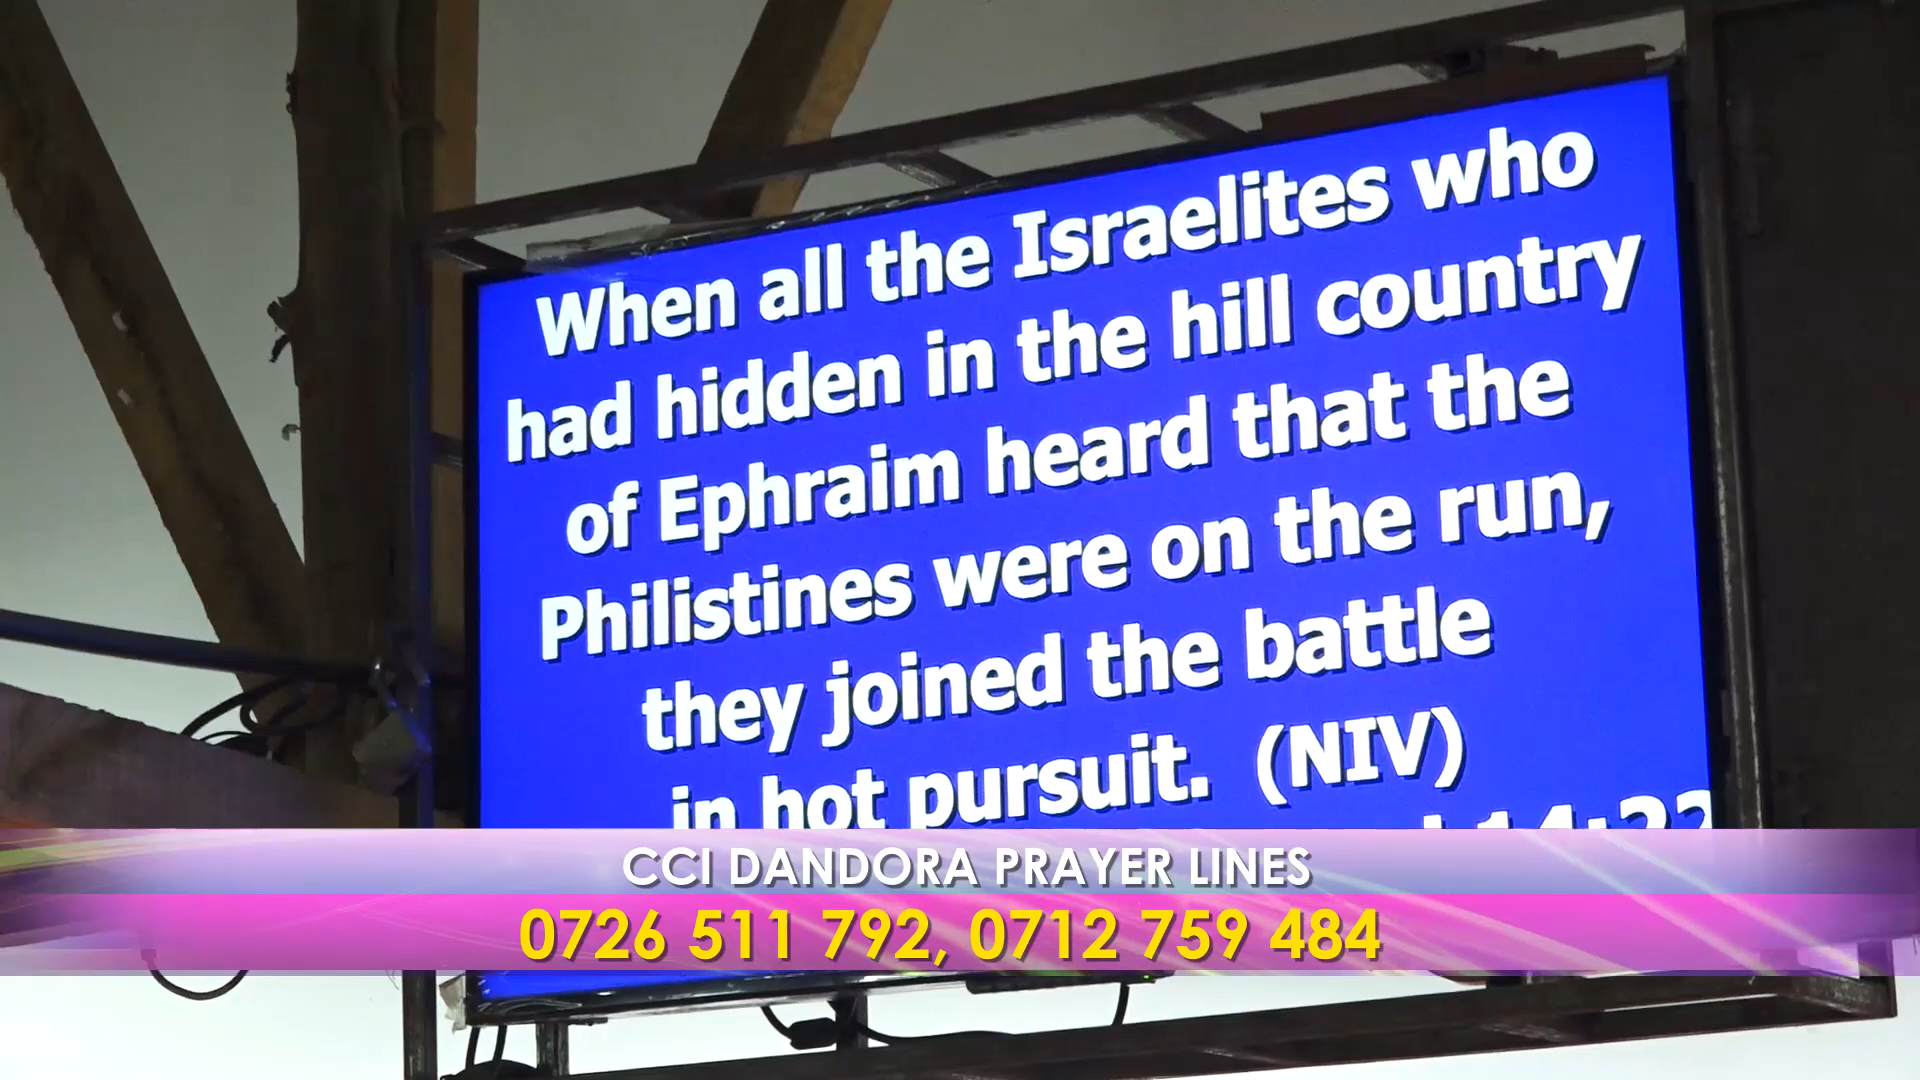 When all the Israelites who
had hidden in the hill country
of Ephraim heard that the
Philistines were on the run,
they joined the battle
in hot pursuit. (NIV)
14:22
CCI DANDORA PRAYER LINES
0726 511 792, 0712 759 484